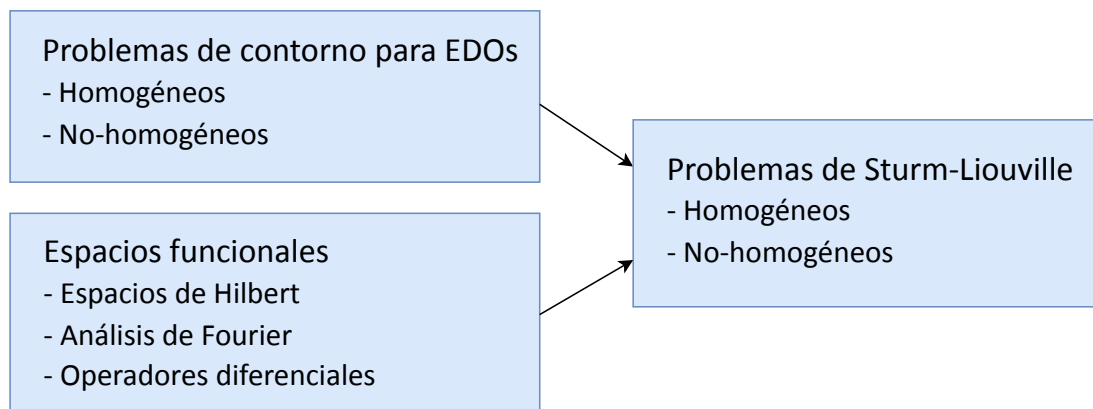 Problemas de contorno para EDOs
- Homogéneos
- No-homogéneos
Espacios funcionales
- Espacios de Hilbert
- Análisis de Fourier
- Operadores diferenciales
Problemas de Sturm-Liouville
- Homogéneos
- No-homogéneos